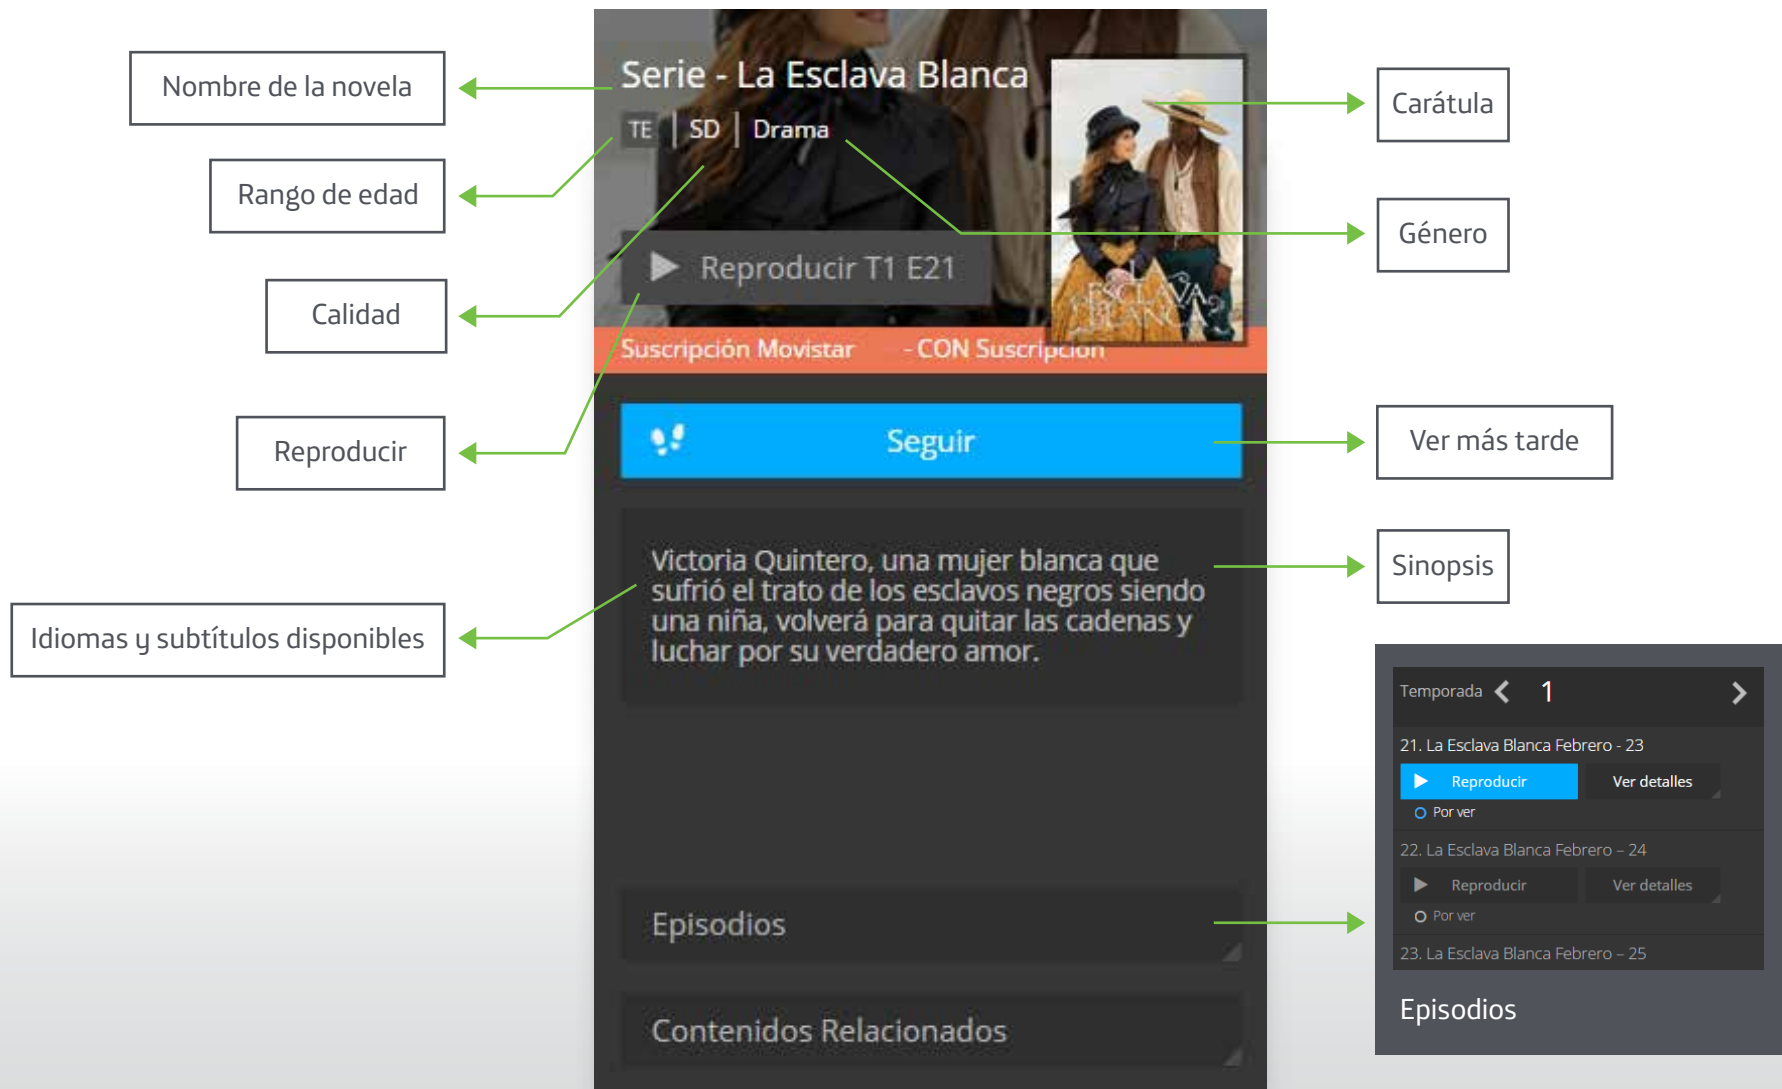 Nombre de la novela
Rango de edad
Calidad
Reproducir
Idiomas y subtítulos disponibles
Serie - La Esclava Blanca
TE | SD | Drama
Reproducir T1 E21
LA
ESCLAVA
BLANCA
Suscripción Movistar - CON Suscripción
Seguir
Victoria Quintero, una mujer blanca que
sufrió el trato de los esclavos negros siendo
una niña, volverá para quitar las cadenas y
luchar por su verdadero amor.
Episodios
Contenidos Relacionados
Carátula
Género
Ver más tarde
Sinopsis
Temporada 1
21. La Esclava Blanca Febrero - 23
Reproducir Ver detalles
Por ver
22. La Esclava Blanca Febrero – 24
Reproducir Ver detalles
Por ver
23. La Esclava Blanca Febrero – 25
Episodios